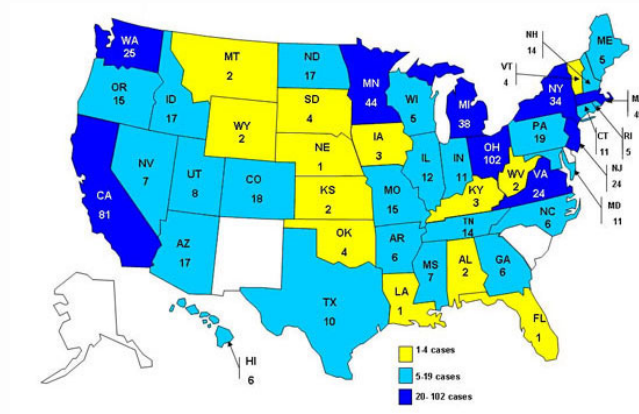 NH
14
ME
5
VT
4
WA
25
MT
2
ND
17
MN
44
OR
15
ID
17
SD
4
WI
5
MI
38
NY
34
M
4
WY
2
IA
3
PA
19
CT
11
RI
5
NE
1
NV
7
UT
8
IL
12
IN
11
OH
102
WV
2
VA
24
NJ
24
CA
81
CO
18
KS
2
MO
15
KY
3
MD
11
NC
6
TN
14
AZ
17
OK
4
AR
6
MS
7
AL
2
GA
6
TX
10
LA
1
FL
1
HI
6
1-4 cases
5-19 cases
20- 102 cases